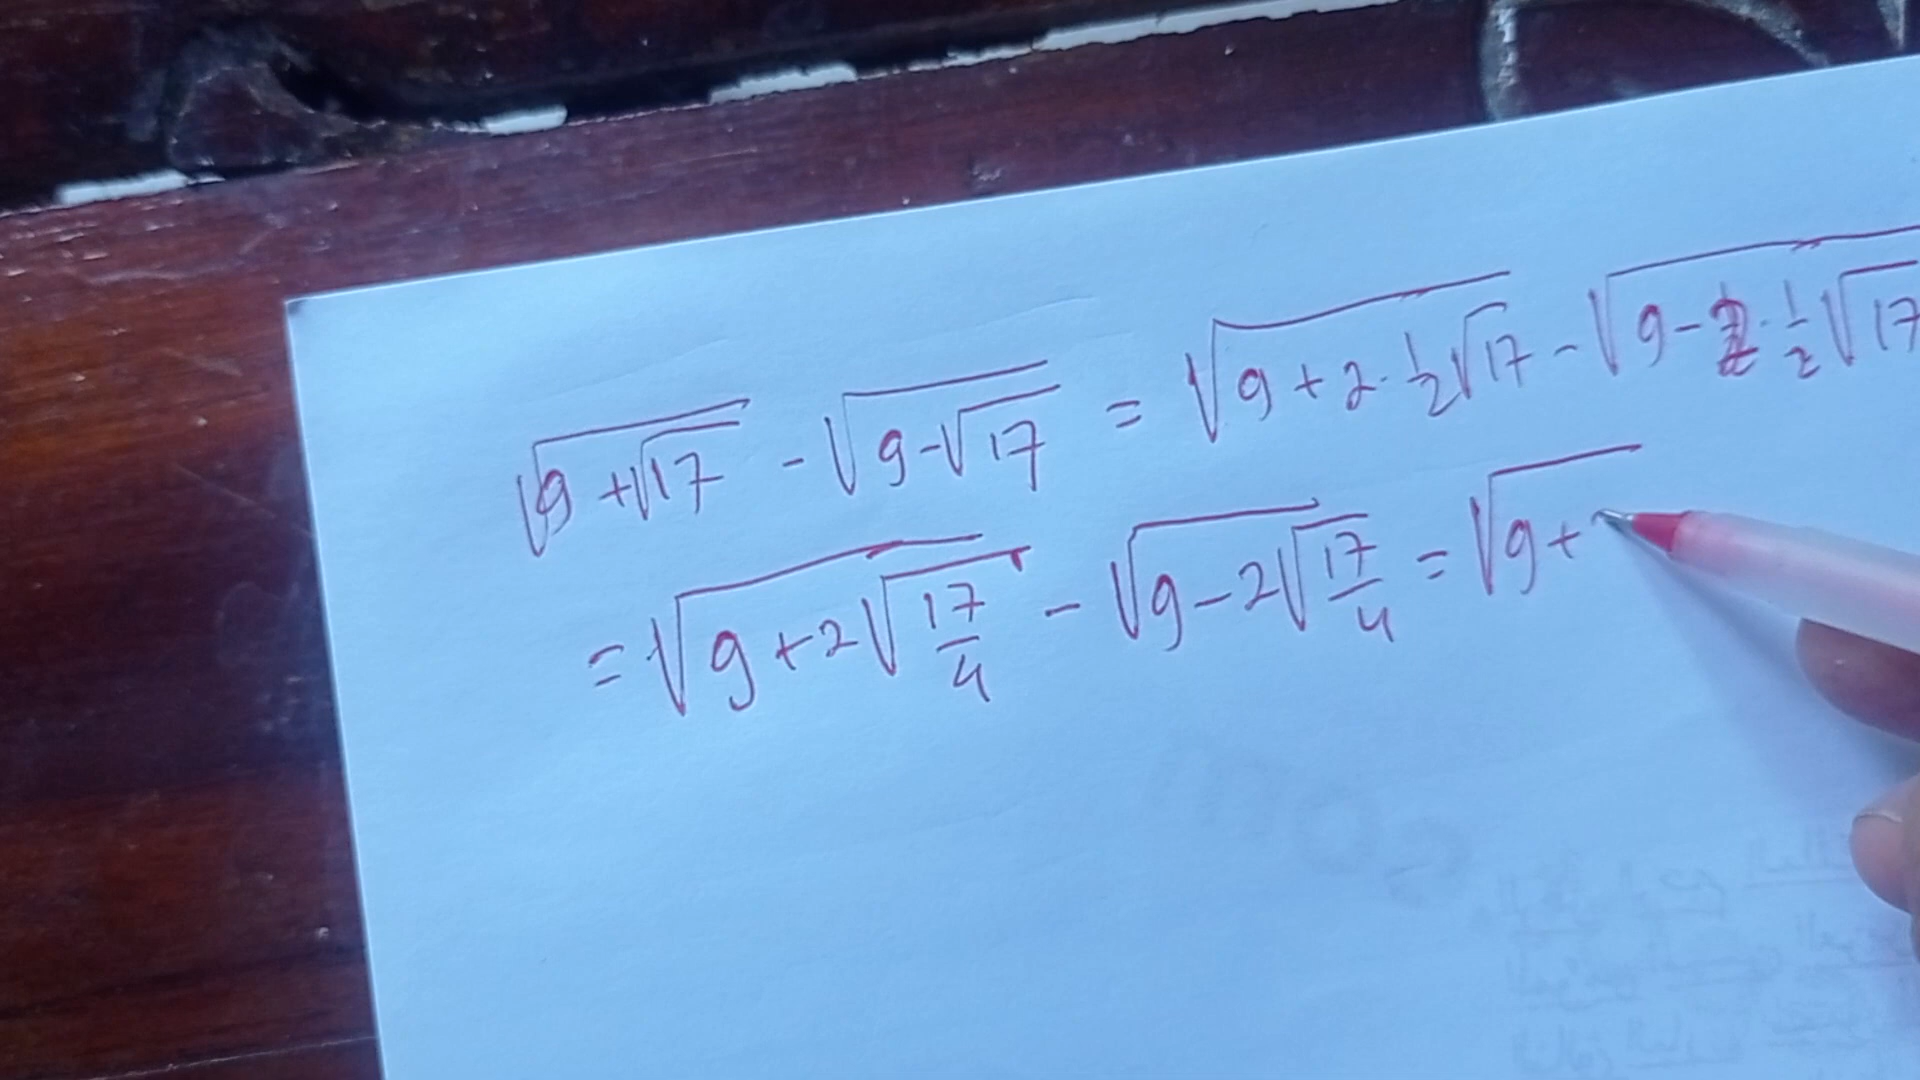 √(9+√17) - √(9-√17) = √(9+2·½√17) - √(9-2·½√17
= √(9+2√(17/4)) - √(9-2√(17/4)) = √(9+